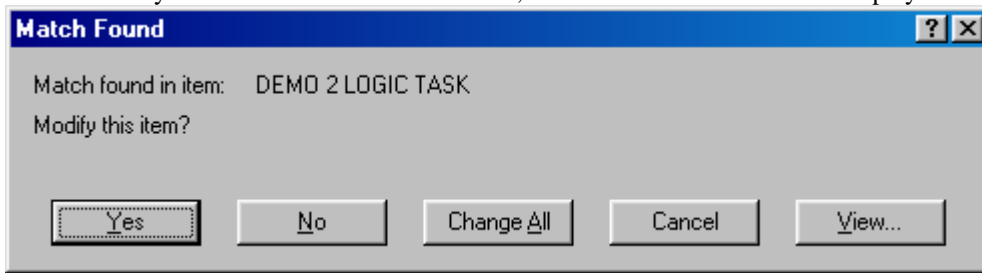 Match Found
Match found in item: DEMO 2 LOGIC TASK
Modify this item?
Yes No Change All Cancel View...